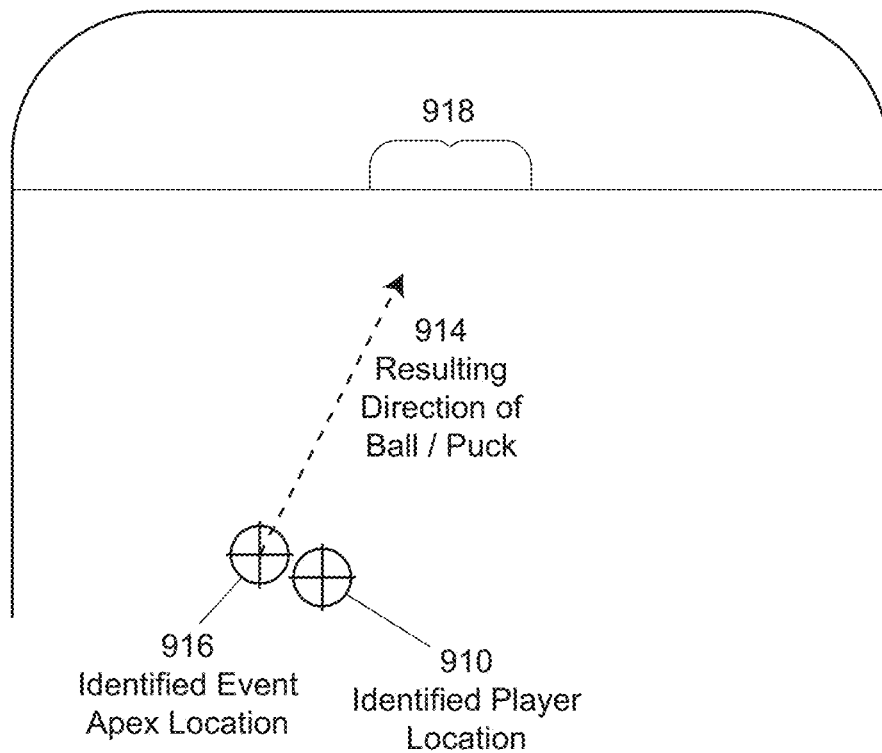 918
914
Resulting
Direction of
Ball / Puck
916
Identified Event
Apex Location
910
Identified Player
Location